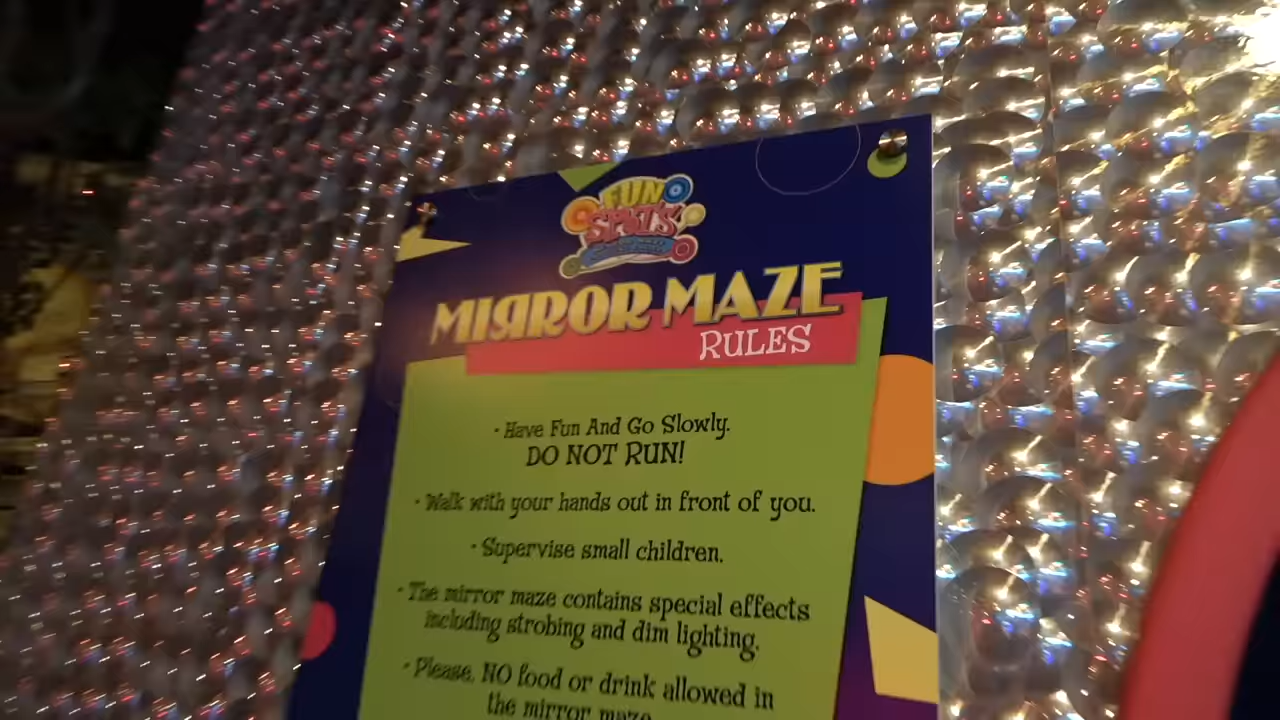 FUN
SPOTS
MIRROR MAZE
RULES
• Have Fun And Go Slowly.
DO NOT RUN!
• Walk with your hands out in front of you.
• Supervise small children.
• The mirror maze contains special effects
including strobing and dim lighting.
• Please, NO food or drink allowed in
the mirror maze